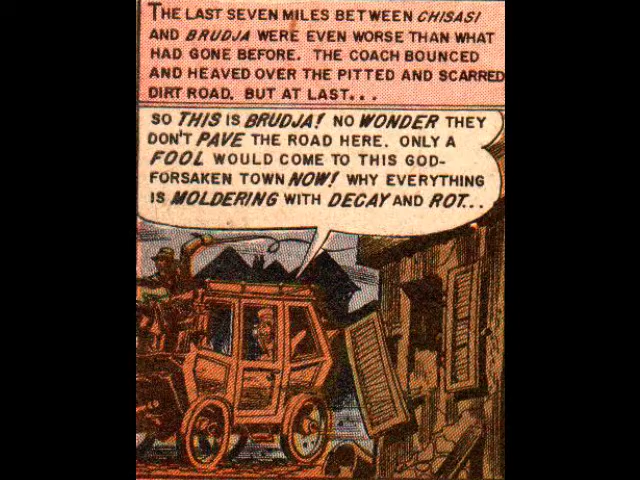 THE LAST SEVEN MILES BETWEEN CHISASI
AND BRUDJA WERE EVEN WORSE THAN WHAT
HAD GONE BEFORE. THE COACH BOUNCED
AND HEAVED OVER THE PITTED AND SCARRED
DIRT ROAD. BUT AT LAST...
SO THIS IS BRUDJA! NO WONDER THEY
DON'T PAVE THE ROAD HERE. ONLY A
FOOL WOULD COME TO THIS GOD-
FORSAKEN TOWN NOW! WHY EVERYTHING
IS MOLDERING WITH DECAY AND ROT...